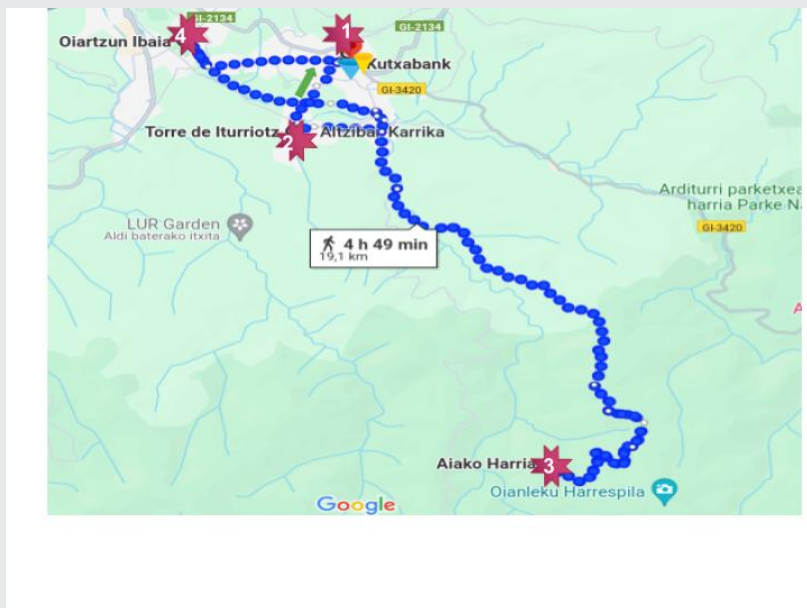 GI-2134
GI-2134
4
1
Oiartzun Ibaia
Kutxabank
GI-3420
Torre de Iturriotz
Altzibar Karrika
2
Arditurri parketxea
harria Parke Na
LUR Garden
Aldi baterako itxita
GI-3420
4 h 49 min
19,1 km
A
Aiako Harria
3
Oianleku Harrespila
Google